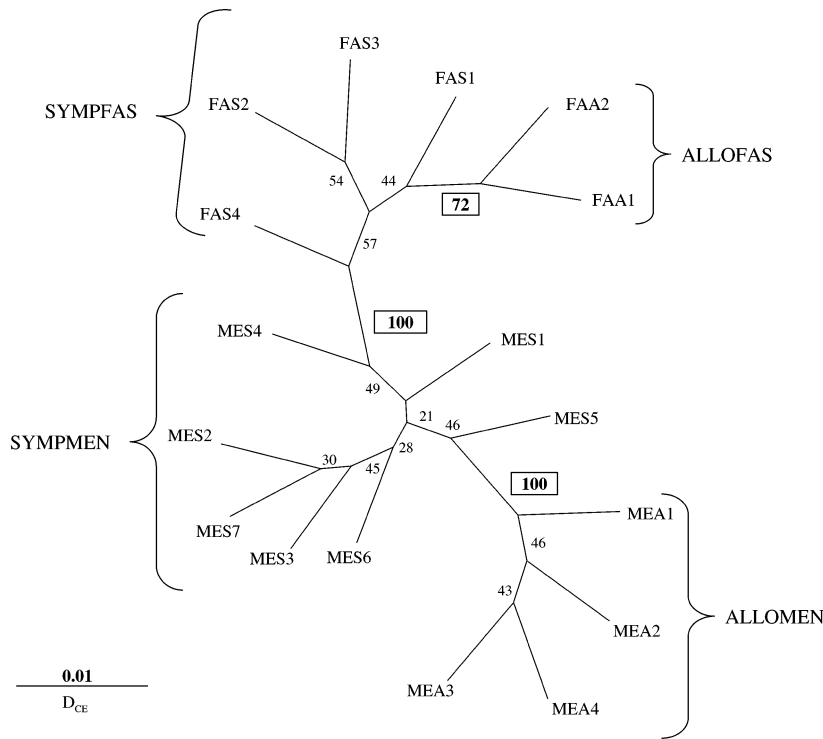 FAS3
FAS1
FAS2
FAA2
SYMPFAS
ALLOFAS
54
44
72
FAA1
FAS4
57
100
MES4
MES1
49
21
46
MES5
MES2
SYMPMEN
30
45
28
100
MES7
MES3
MES6
MEA1
46
43
MEA2
ALLOMEN
0.01
D_CE
MEA3
MEA4